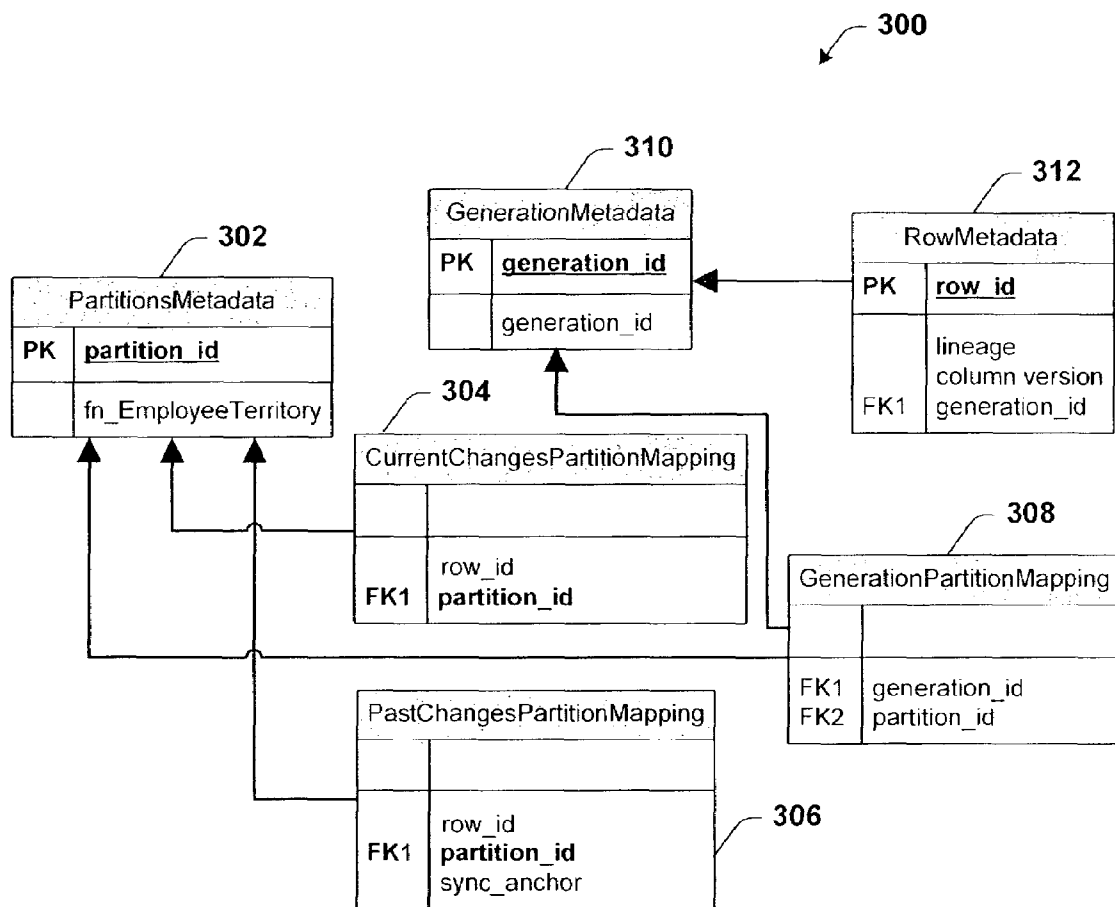 300
310
GenerationMetadata
PK generation_id
generation_id
312
RowMetadata
PK row_id
lineage
column version
FK1 generation_id
302
PartitionsMetadata
PK partition_id
fn_EmployeeTerritory
304
CurrentChangesPartitionMapping
row_id
FK1 partition_id
308
GenerationPartitionMapping
FK1 generation_id
FK2 partition_id
PastChangesPartitionMapping
row_id
FK1 partition_id
sync_anchor
306